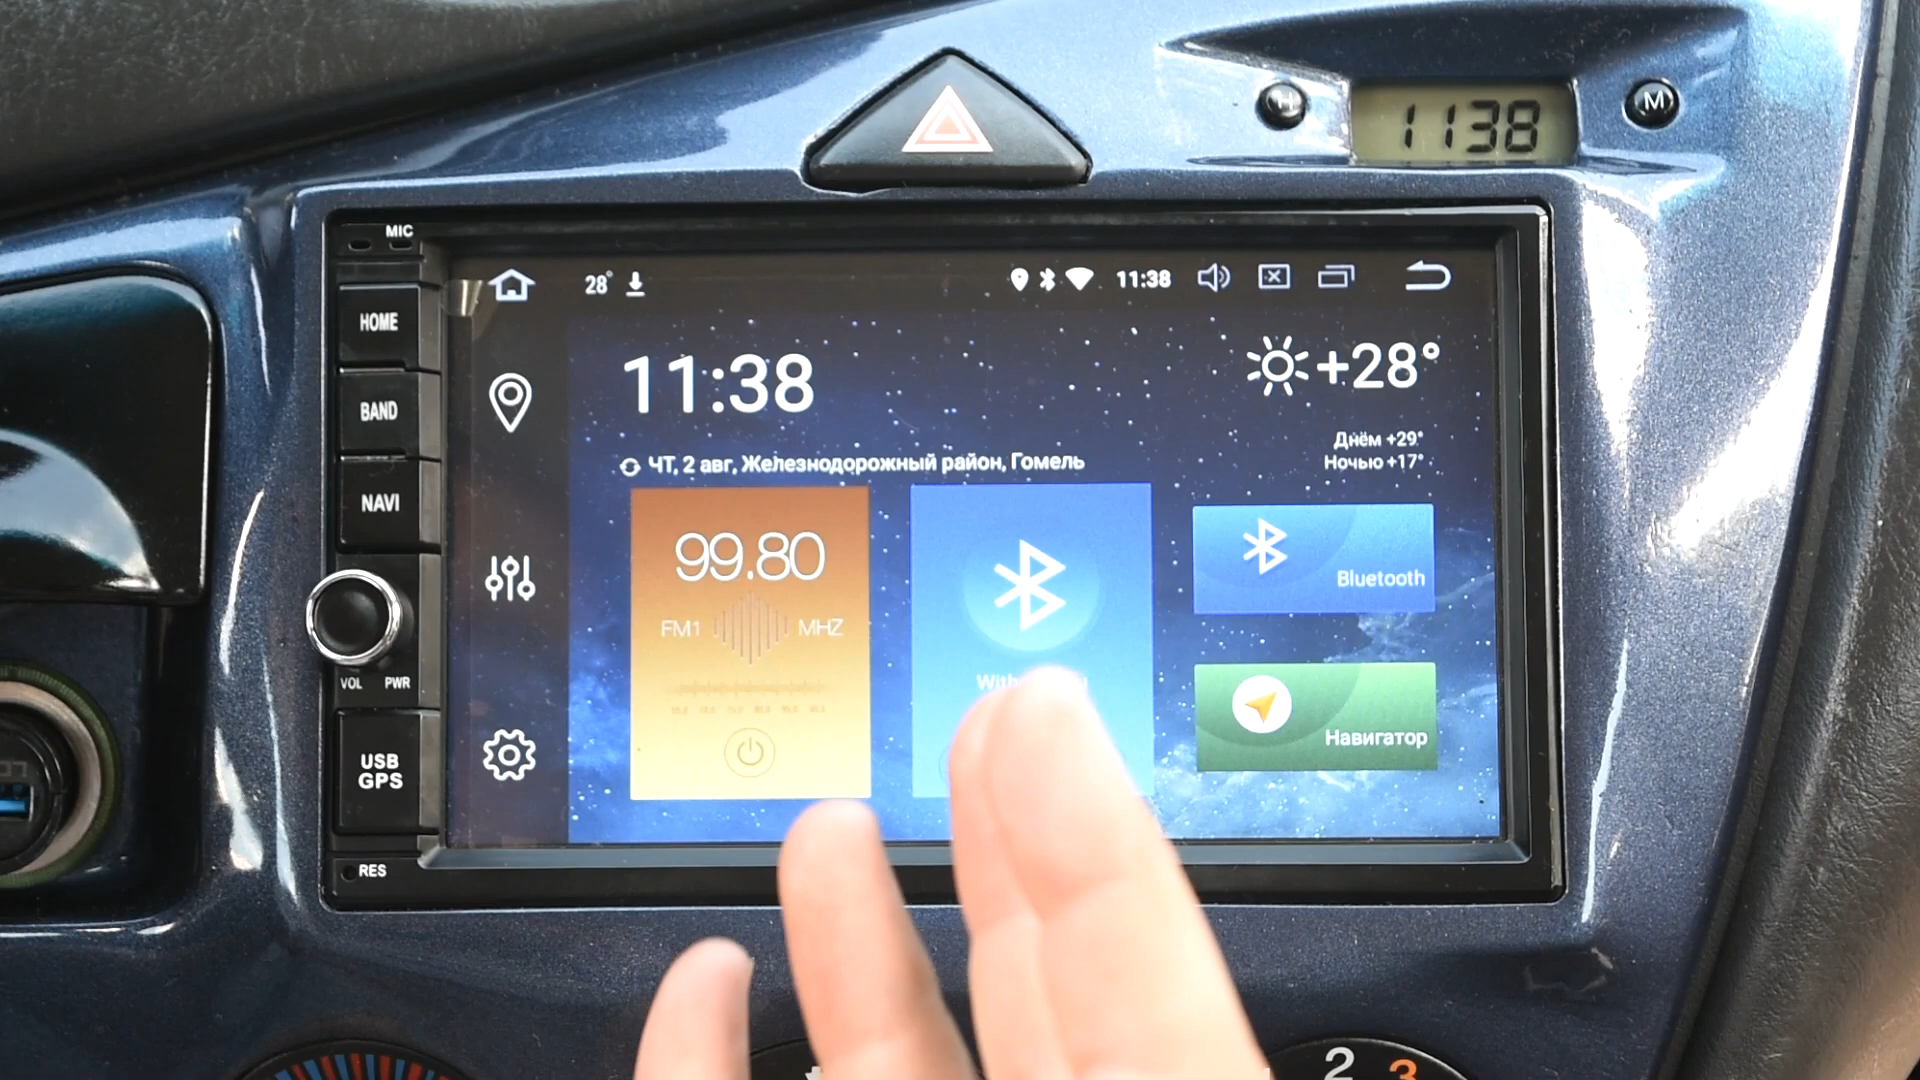 H
1138
M
MIC
28°
11:38
HOME
11:38
+28°
BAND
Днём +29°
Ночью +17°
ЧТ, 2 авг, Железнодорожный район, Гомель
NAVI
99.80
Bluetooth
FM1
MHZ
VOL
PWR
Навигатор
USB
GPS
RES
2
3